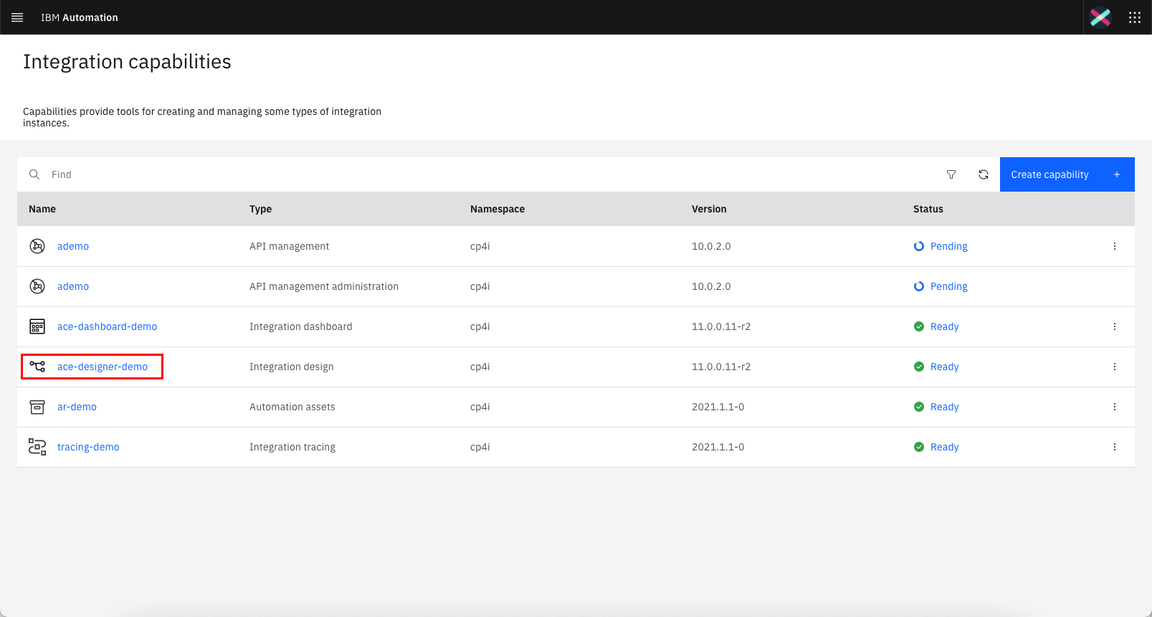 IBM Automation
Integration capabilities
Capabilities provide tools for creating and managing some types of integration
instances.
Find
Create capability +
Name Type Namespace Version Status
ademo API management cp4i 10.0.2.0 Pending
ademo API management administration cp4i 10.0.2.0 Pending
ace-dashboard-demo Integration dashboard cp4i 11.0.0.11-r2 Ready
ace-designer-demo Integration design cp4i 11.0.0.11-r2 Ready
ar-demo Automation assets cp4i 2021.1.1-0 Ready
tracing-demo Integration tracing cp4i 2021.1.1-0 Ready